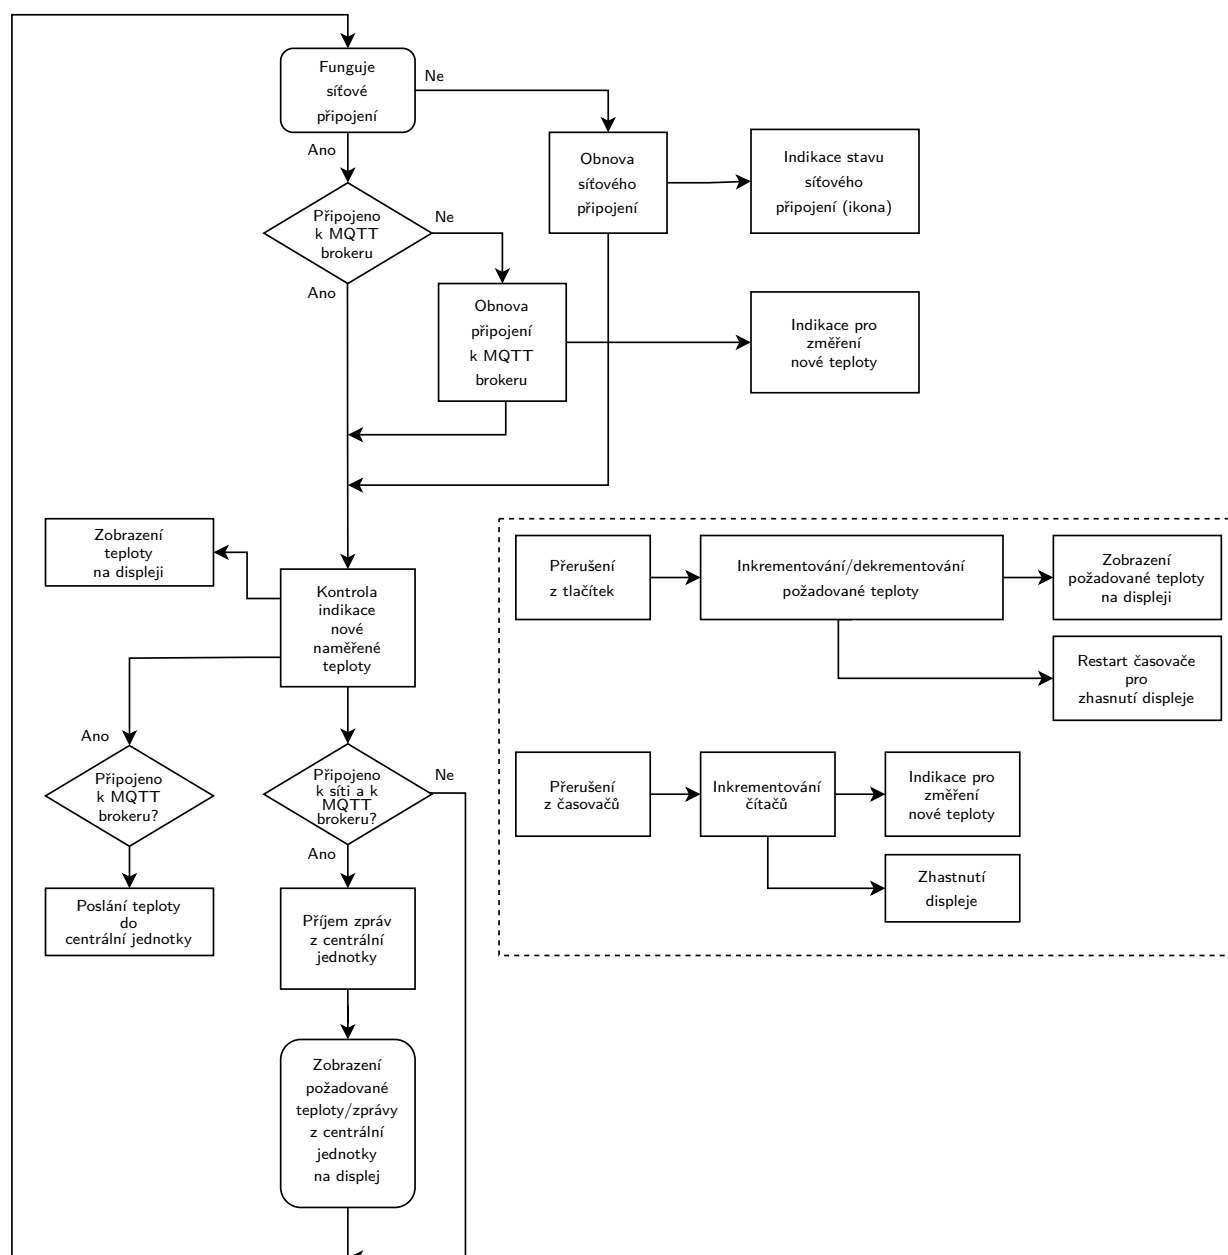 Funguje
síťové
připojení
Ne
Ano
Obnova
síťového
připojení
Indikace stavu
síťového
připojení (ikona)
Připojeno
k MQTT
brokeru
Ne
Ano
Obnova
připojení
k MQTT
brokeru
Indikace pro
změření
nové teploty
Zobrazení
teploty
na displeji
Kontrola
indikace
nové
naměřené
teploty
Ano
Připojeno
k MQTT
brokeru?
Poslání teploty
do
centrální jednotky
Připojeno
k síti a k
MQTT
brokeru?
Ne
Ano
Příjem zpráv
z centrální
jednotky
Zobrazení
požadované
teploty/zprávy
z centrální
jednotky
na displej
Přerušení
z tlačítek
Inkrementování/dekrementování
požadované teploty
Zobrazení
požadované teploty
na displeji
Restart časovače
pro
zhasnutí displeje
Přerušení
z časovačů
Inkrementování
čítačů
Indikace pro
změření
nové teploty
Zhastnutí
displeje